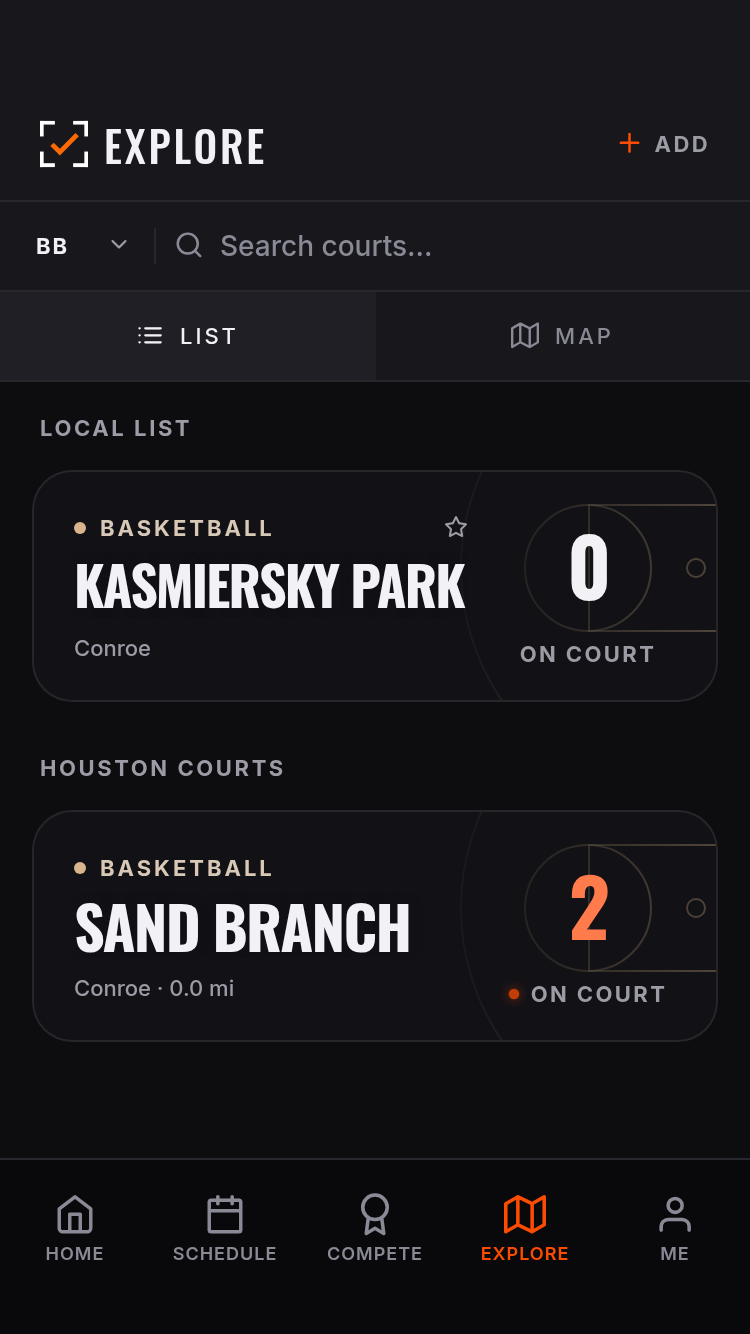 EXPLORE
ADD
BB
Search courts...
LIST
MAP
LOCAL LIST
BASKETBALL
KASMIERSKY PARK
Conroe
0
ON COURT
HOUSTON COURTS
BASKETBALL
SAND BRANCH
Conroe · 0.0 mi
2
ON COURT
HOME
SCHEDULE
COMPETE
EXPLORE
ME